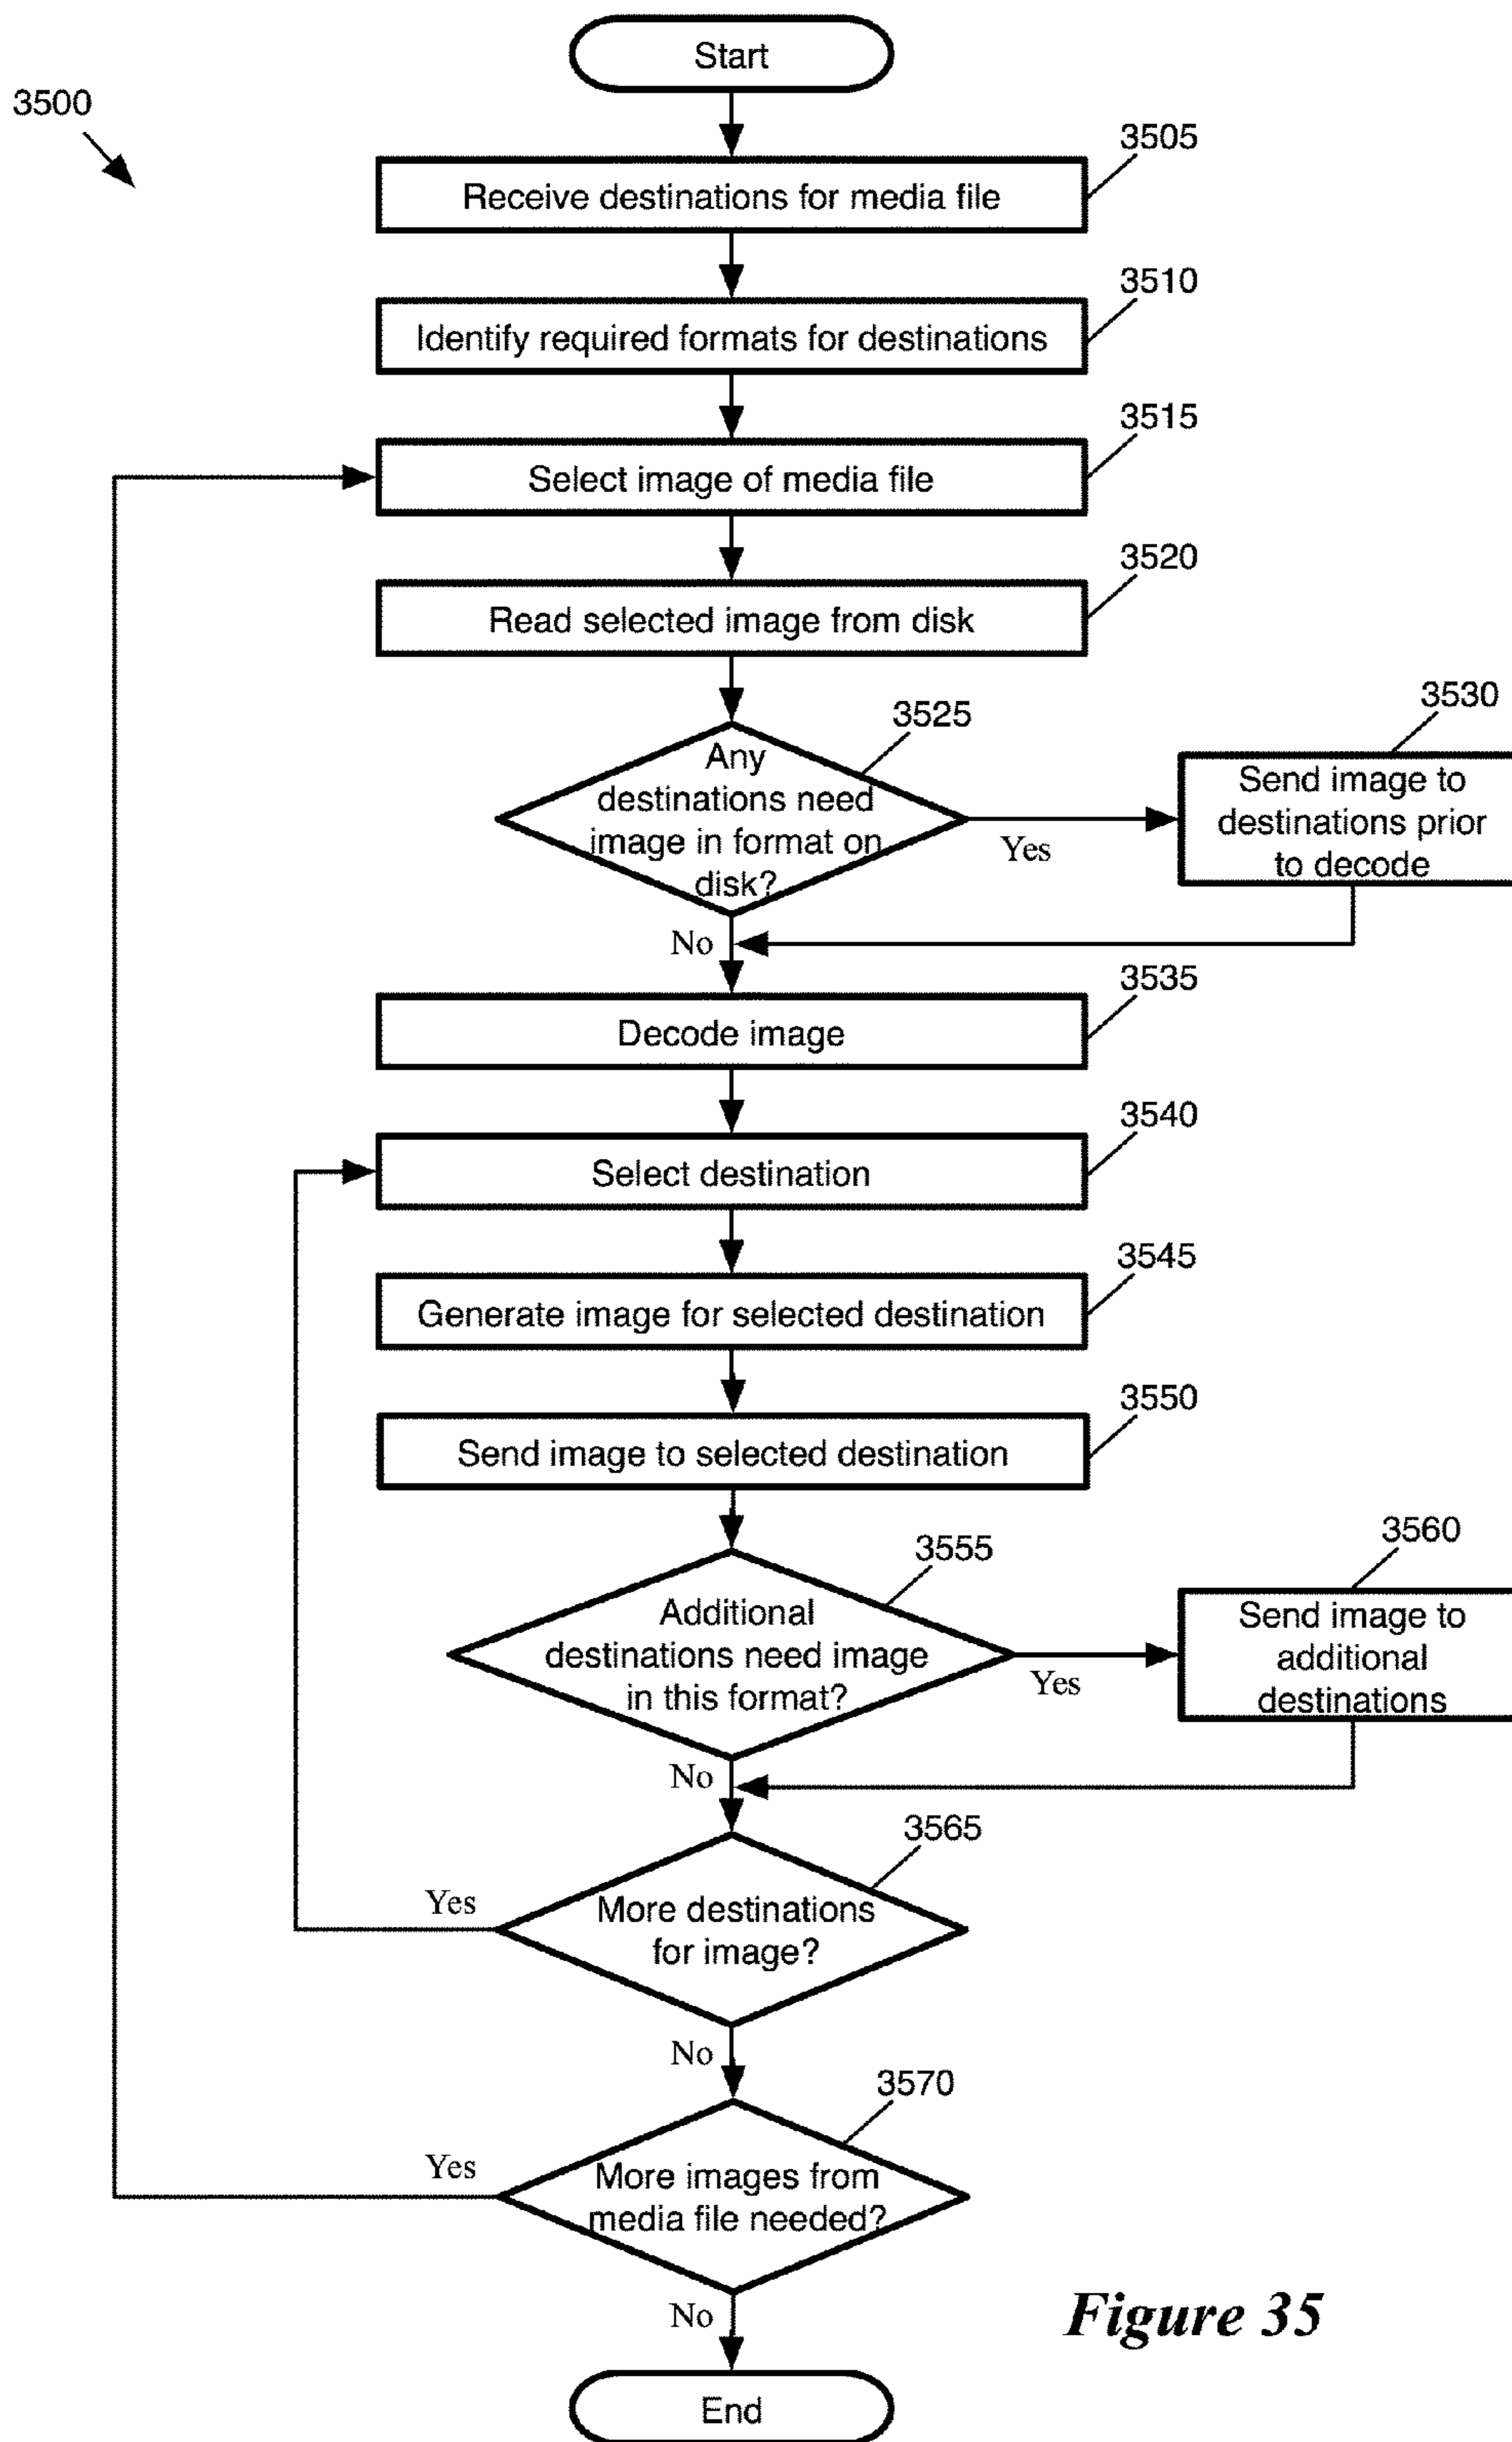 Start
3500
3505
Receive destinations for media file
3510
Identify required formats for destinations
3515
Select image of media file
3520
Read selected image from disk
3525
Any
destinations need
image in format on
disk?
Yes
3530
Send image to
destinations prior
to decode
No
3535
Decode image
3540
Select destination
3545
Generate image for selected destination
3550
Send image to selected destination
3555
Additional
destinations need image
in this format?
Yes
3560
Send image to
additional
destinations
No
3565
More destinations
for image?
Yes
No
3570
More images from
media file needed?
Yes
No
Figure 35
End